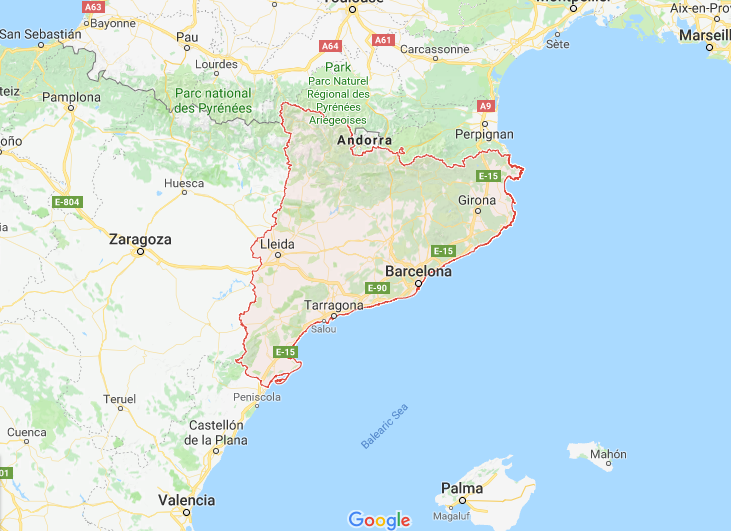 Toulouse
A63
Bayonne
San Sebastián
Pau
A64
A61
Carcassonne
Sète
Aix-en-Prov
Marseill
Lourdes
Park
Parc Naturel
Régional des
Pyrénées
Ariégeoises
Parc national
des Pyrénées
teiz
Pamplona
A9
Perpignan
Andorra
oño
Huesca
E-15
E-804
Girona
Zaragoza
Lleida
E-15
Barcelona
E-90
Tarragona
Salou
E-15
Teruel
Peniscola
Castellón
de la Plana
Balearic Sea
Cuenca
Mahón
01
Palma
Magaluf
Valencia
Google